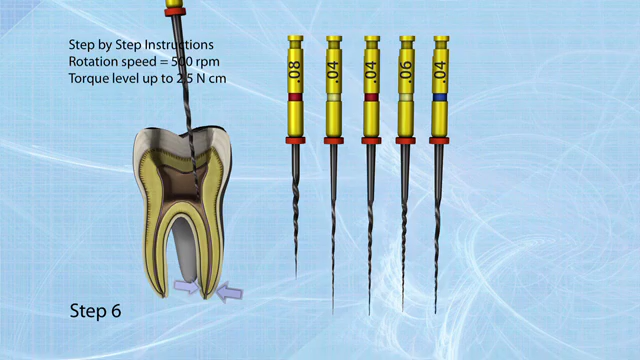 Step by Step Instructions
Rotation speed = 500 rpm
Torque level up to 2,5 N cm
.08
.04
.04
.06
.04
Step 6